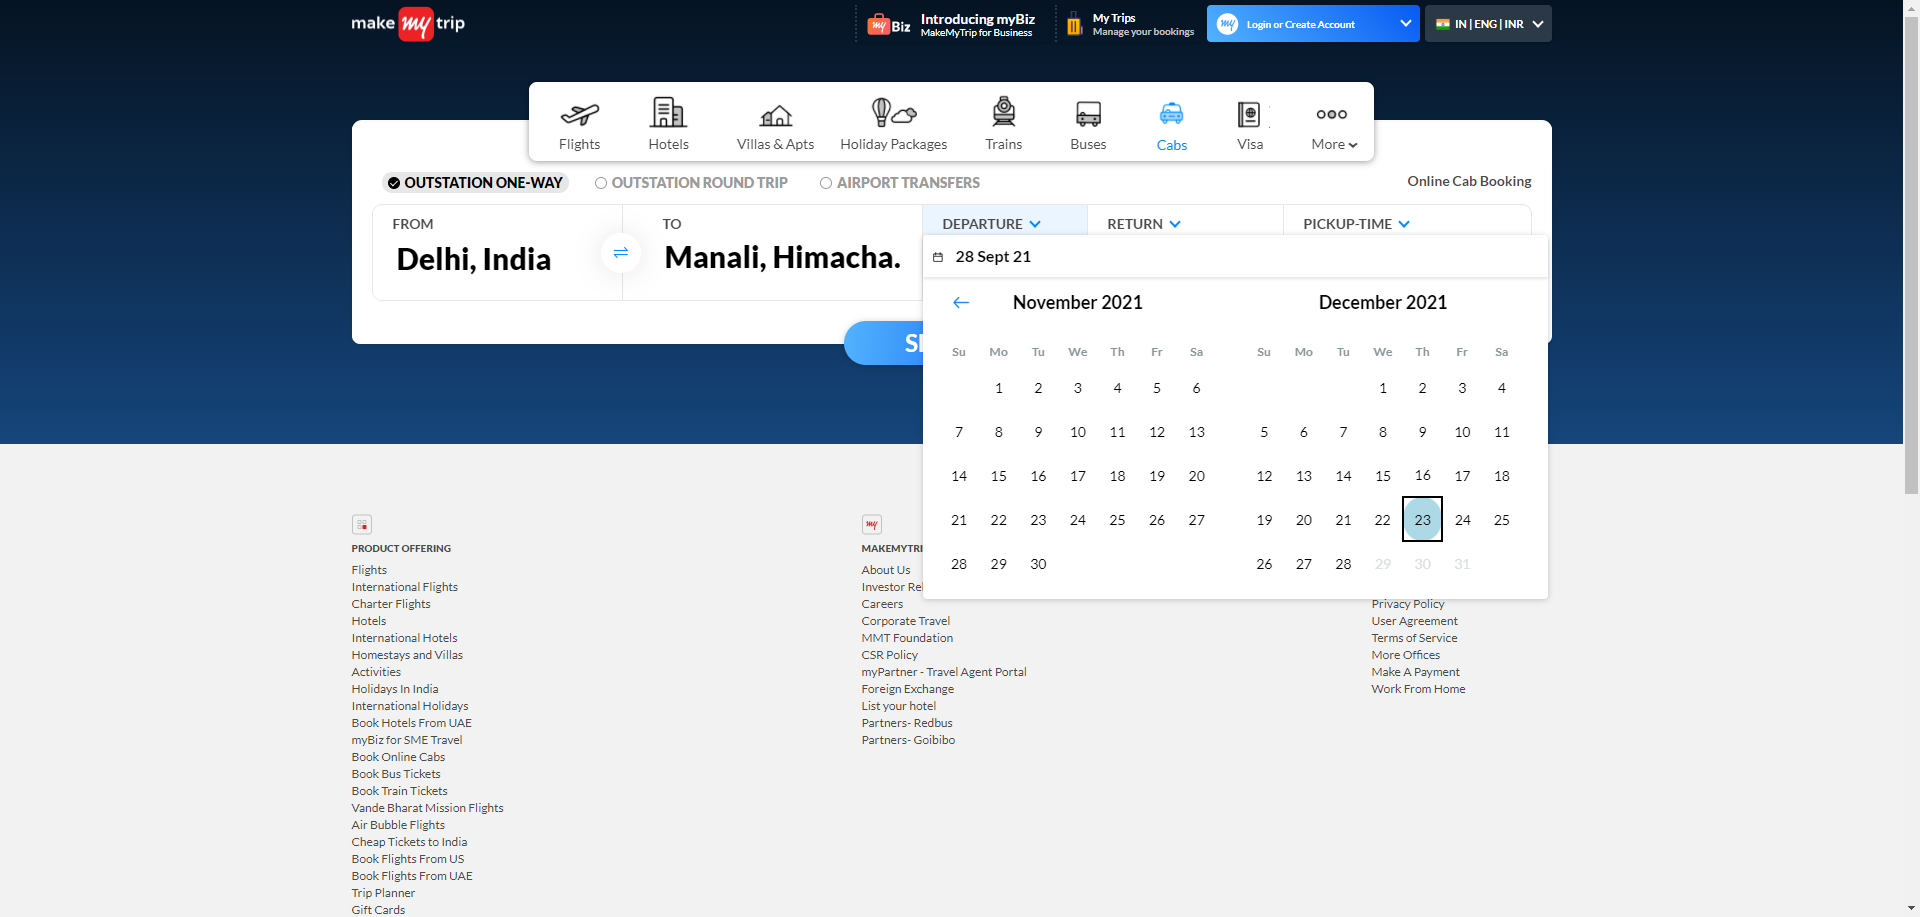 make my trip
my Biz
Introducing myBiz
MakeMyTrip for Business
My Trips
Manage your bookings
my
Login or Create Account
IN | ENG | INR
Flights
Hotels
Villas & Apts
Holiday Packages
Trains
Buses
Cabs
Visa
More
OUTSTATION ONE-WAY
OUTSTATION ROUND TRIP
AIRPORT TRANSFERS
Online Cab Booking
FROM
Delhi, India
TO
Manali, Himacha.
DEPARTURE
RETURN
PICKUP-TIME
28 Sept 21
November 2021
Su Mo Tu We Th Fr Sa
1 2 3 4 5 6
7 8 9 10 11 12 13
14 15 16 17 18 19 20
21 22 23 24 25 26 27
28 29 30
December 2021
Su Mo Tu We Th Fr Sa
1 2 3 4
5 6 7 8 9 10 11
12 13 14 15 16 17 18
19 20 21 22 23 24 25
26 27 28 29 30 31
PRODUCT OFFERING
Flights
International Flights
Charter Flights
Hotels
International Hotels
Homestays and Villas
Activities
Holidays In India
International Holidays
Book Hotels From UAE
myBiz for SME Travel
Book Online Cabs
Book Bus Tickets
Book Train Tickets
Vande Bharat Mission Flights
Air Bubble Flights
Cheap Tickets to India
Book Flights From US
Book Flights From UAE
Trip Planner
Gift Cards
my
MAKEMYTRI
About Us
Investor Rel
Careers
Corporate Travel
MMT Foundation
CSR Policy
myPartner - Travel Agent Portal
Foreign Exchange
List your hotel
Partners- Redbus
Partners- Goibibo
Privacy Policy
User Agreement
Terms of Service
More Offices
Make A Payment
Work From Home